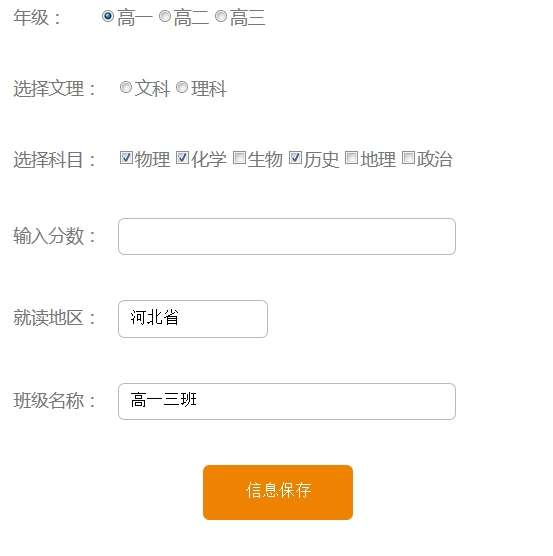 年级： 高一 高二 高三
选择文理： 文科 理科
选择科目： 物理 化学 生物 历史 地理 政治
输入分数：
就读地区： 河北省
班级名称： 高一三班
信息保存